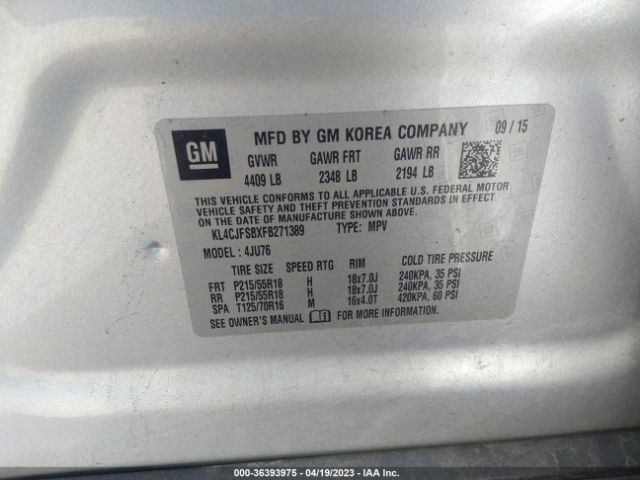 GM
MFD BY GM KOREA COMPANY 09 / 15
GVWR GAWR FRT GAWR RR
4409 LB 2348 LB 2194 LB
THIS VEHICLE CONFORMS TO ALL APPLICABLE U.S. FEDERAL MOTOR
VEHICLE SAFETY AND THEFT PREVENTION STANDARDS IN EFFECT
ON THE DATE OF MANUFACTURE SHOWN ABOVE.
KL4CJFSBXFB271389 TYPE: MPV
MODEL : 4JU76
TIRE SIZE SPEED RTG RIM COLD TIRE PRESSURE
FRT P215/55R18 H 18x7.0J 240KPA, 35 PSI
RR P215/55R18 H 18x7.0J 240KPA, 35 PSI
SPA T125/70R16 M 16x4.0T 420KPA, 60 PSI
SEE OWNER'S MANUAL FOR MORE INFORMATION.
000-36393975 - 04/19/2023 - IAA Inc.